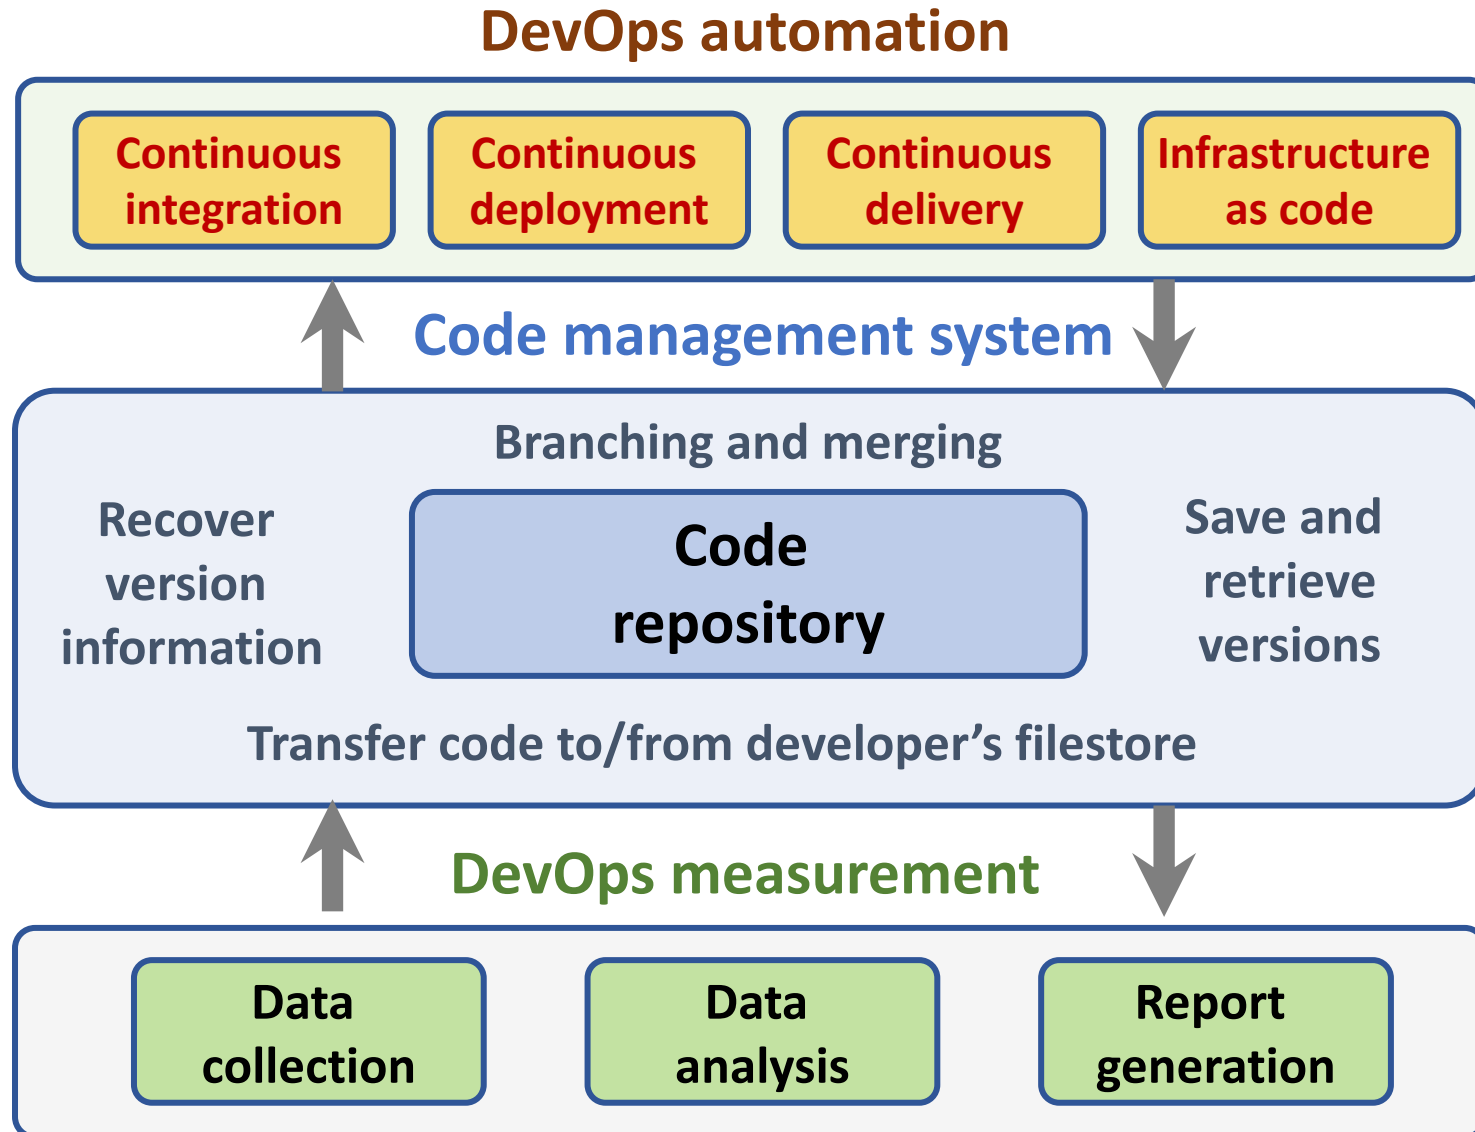 DevOps automation
Continuous
integration
Continuous
deployment
Continuous
delivery
Infrastructure
as code
Code management system
Branching and merging
Recover
version
information
Code
repository
Save and
retrieve
versions
Transfer code to/from developer’s filestore
DevOps measurement
Data
collection
Data
analysis
Report
generation